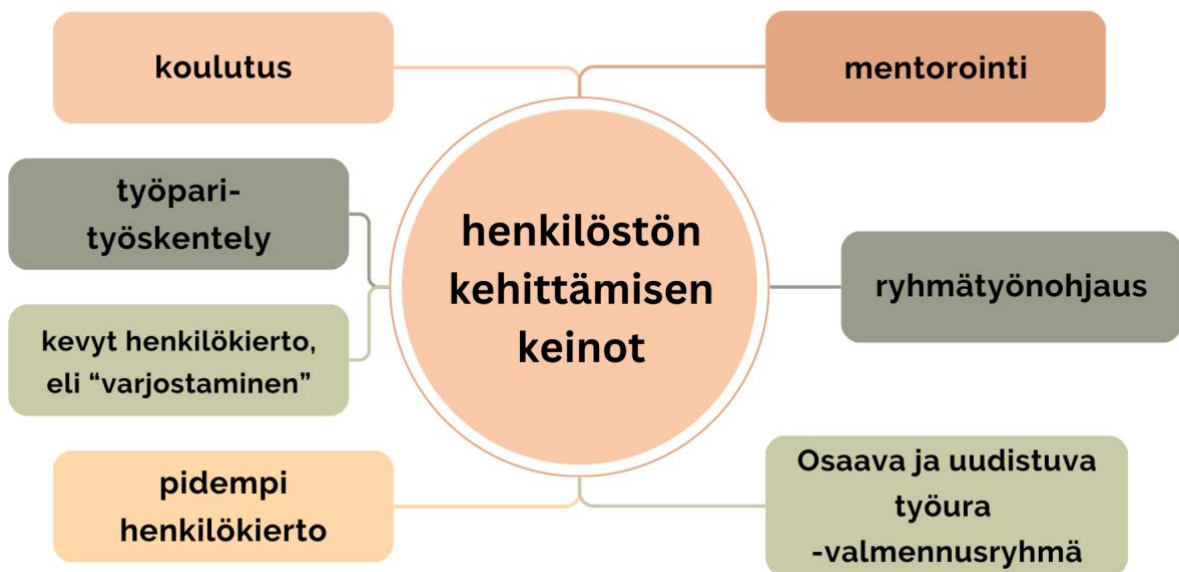 koulutus
mentorointi
työpari-
työskentely
kevyt henkilökierto,
eli “varjostaminen”
henkilöstön
kehittämisen
keinot
ryhmätyönohjaus
pidempi
henkilökierto
Osaava ja uudistuva
työura
-valmennusryhmä